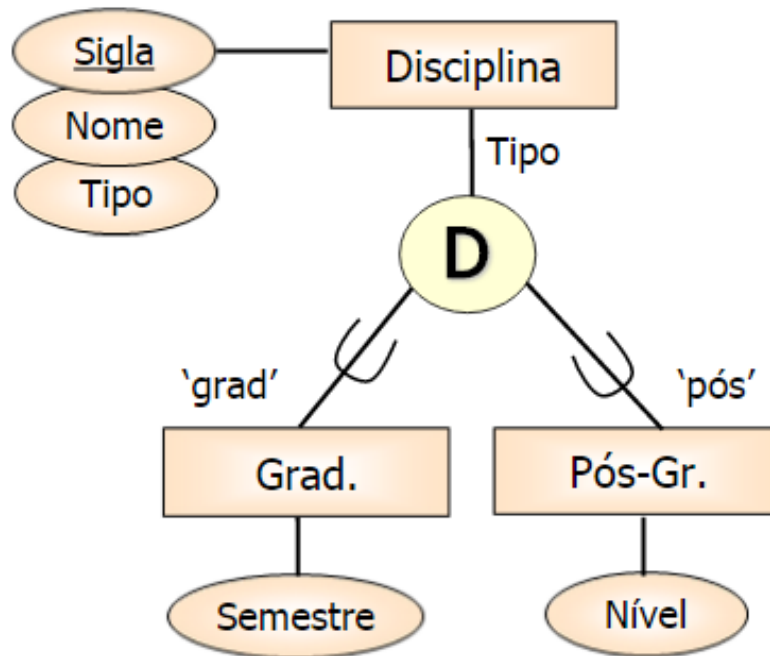 Sigla
Disciplina
Nome
Tipo
Tipo
D
'grad'
'pós'
Grad.
Pós-Gr.
Semestre
Nível